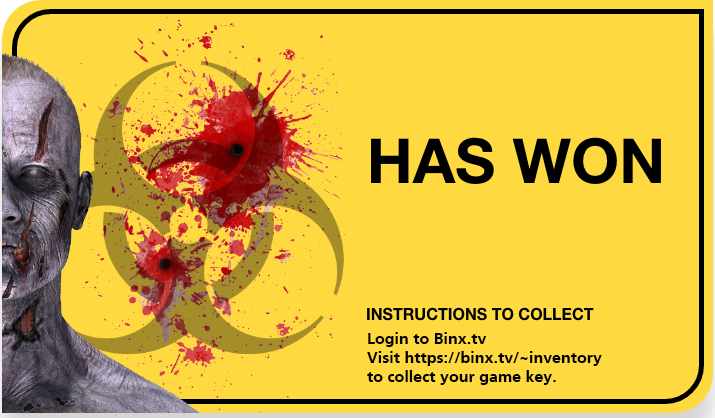 HAS WON
INSTRUCTIONS TO COLLECT
Login to Binx.tv
Visit https://binx.tv/~inventory
to collect your game key.